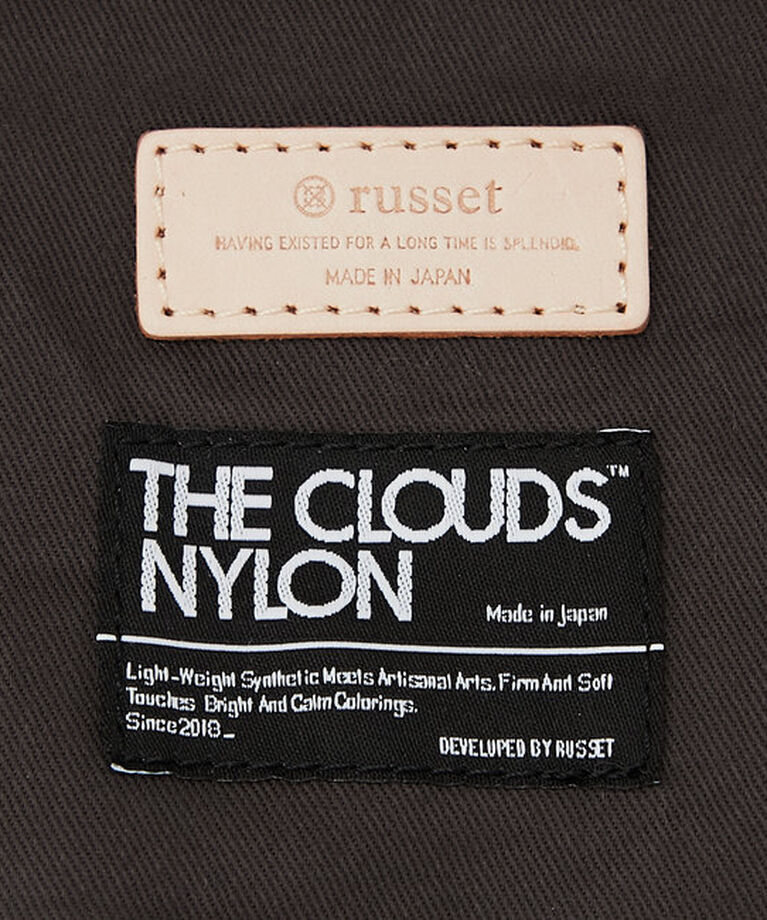 russet
HAVING EXISTED FOR A LONG TIME IS SPLENDID.
MADE IN JAPAN
THE CLOUDS™
NYLON
Made in Japan
Light-Weight Synthetic Meets Artisanal Arts. Firm And Soft
Touches Bright And Calm Colorings.
Since2018_
DEVELOPED BY RUSSET